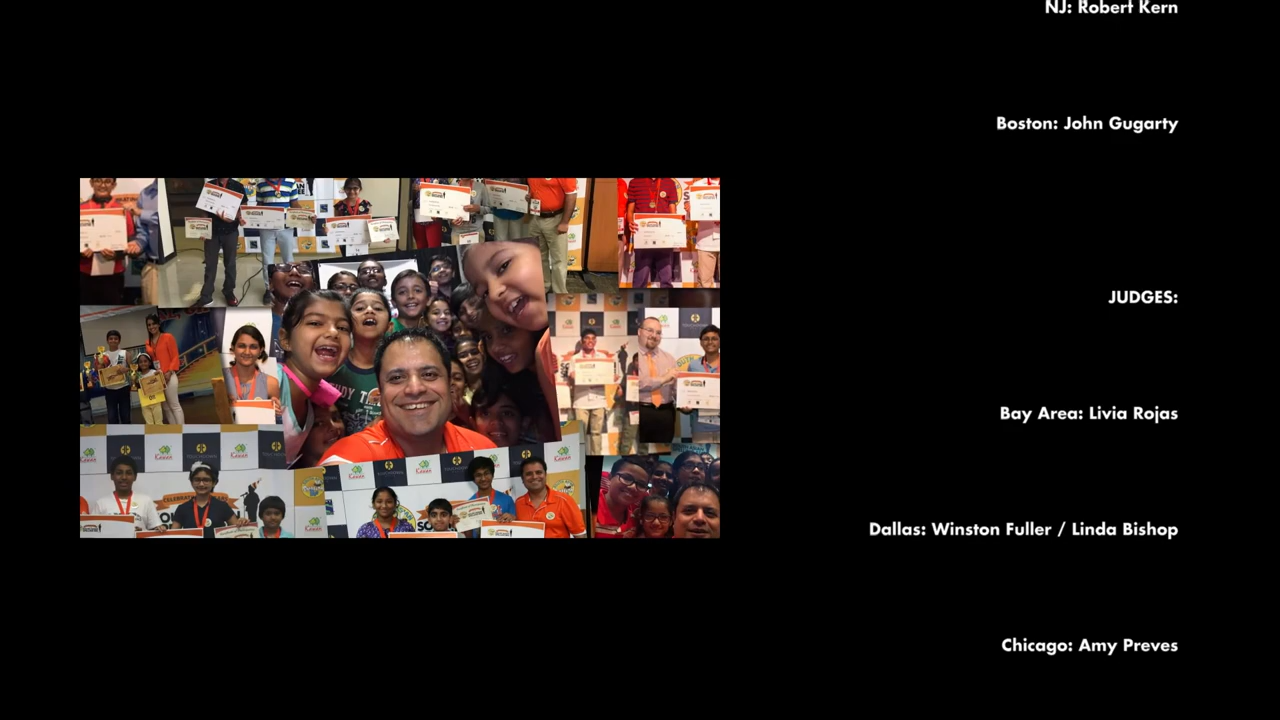 NJ: Robert Kern
Boston: John Gugarty
JUDGES:
Bay Area: Livia Rojas
Dallas: Winston Fuller / Linda Bishop
Chicago: Amy Preves